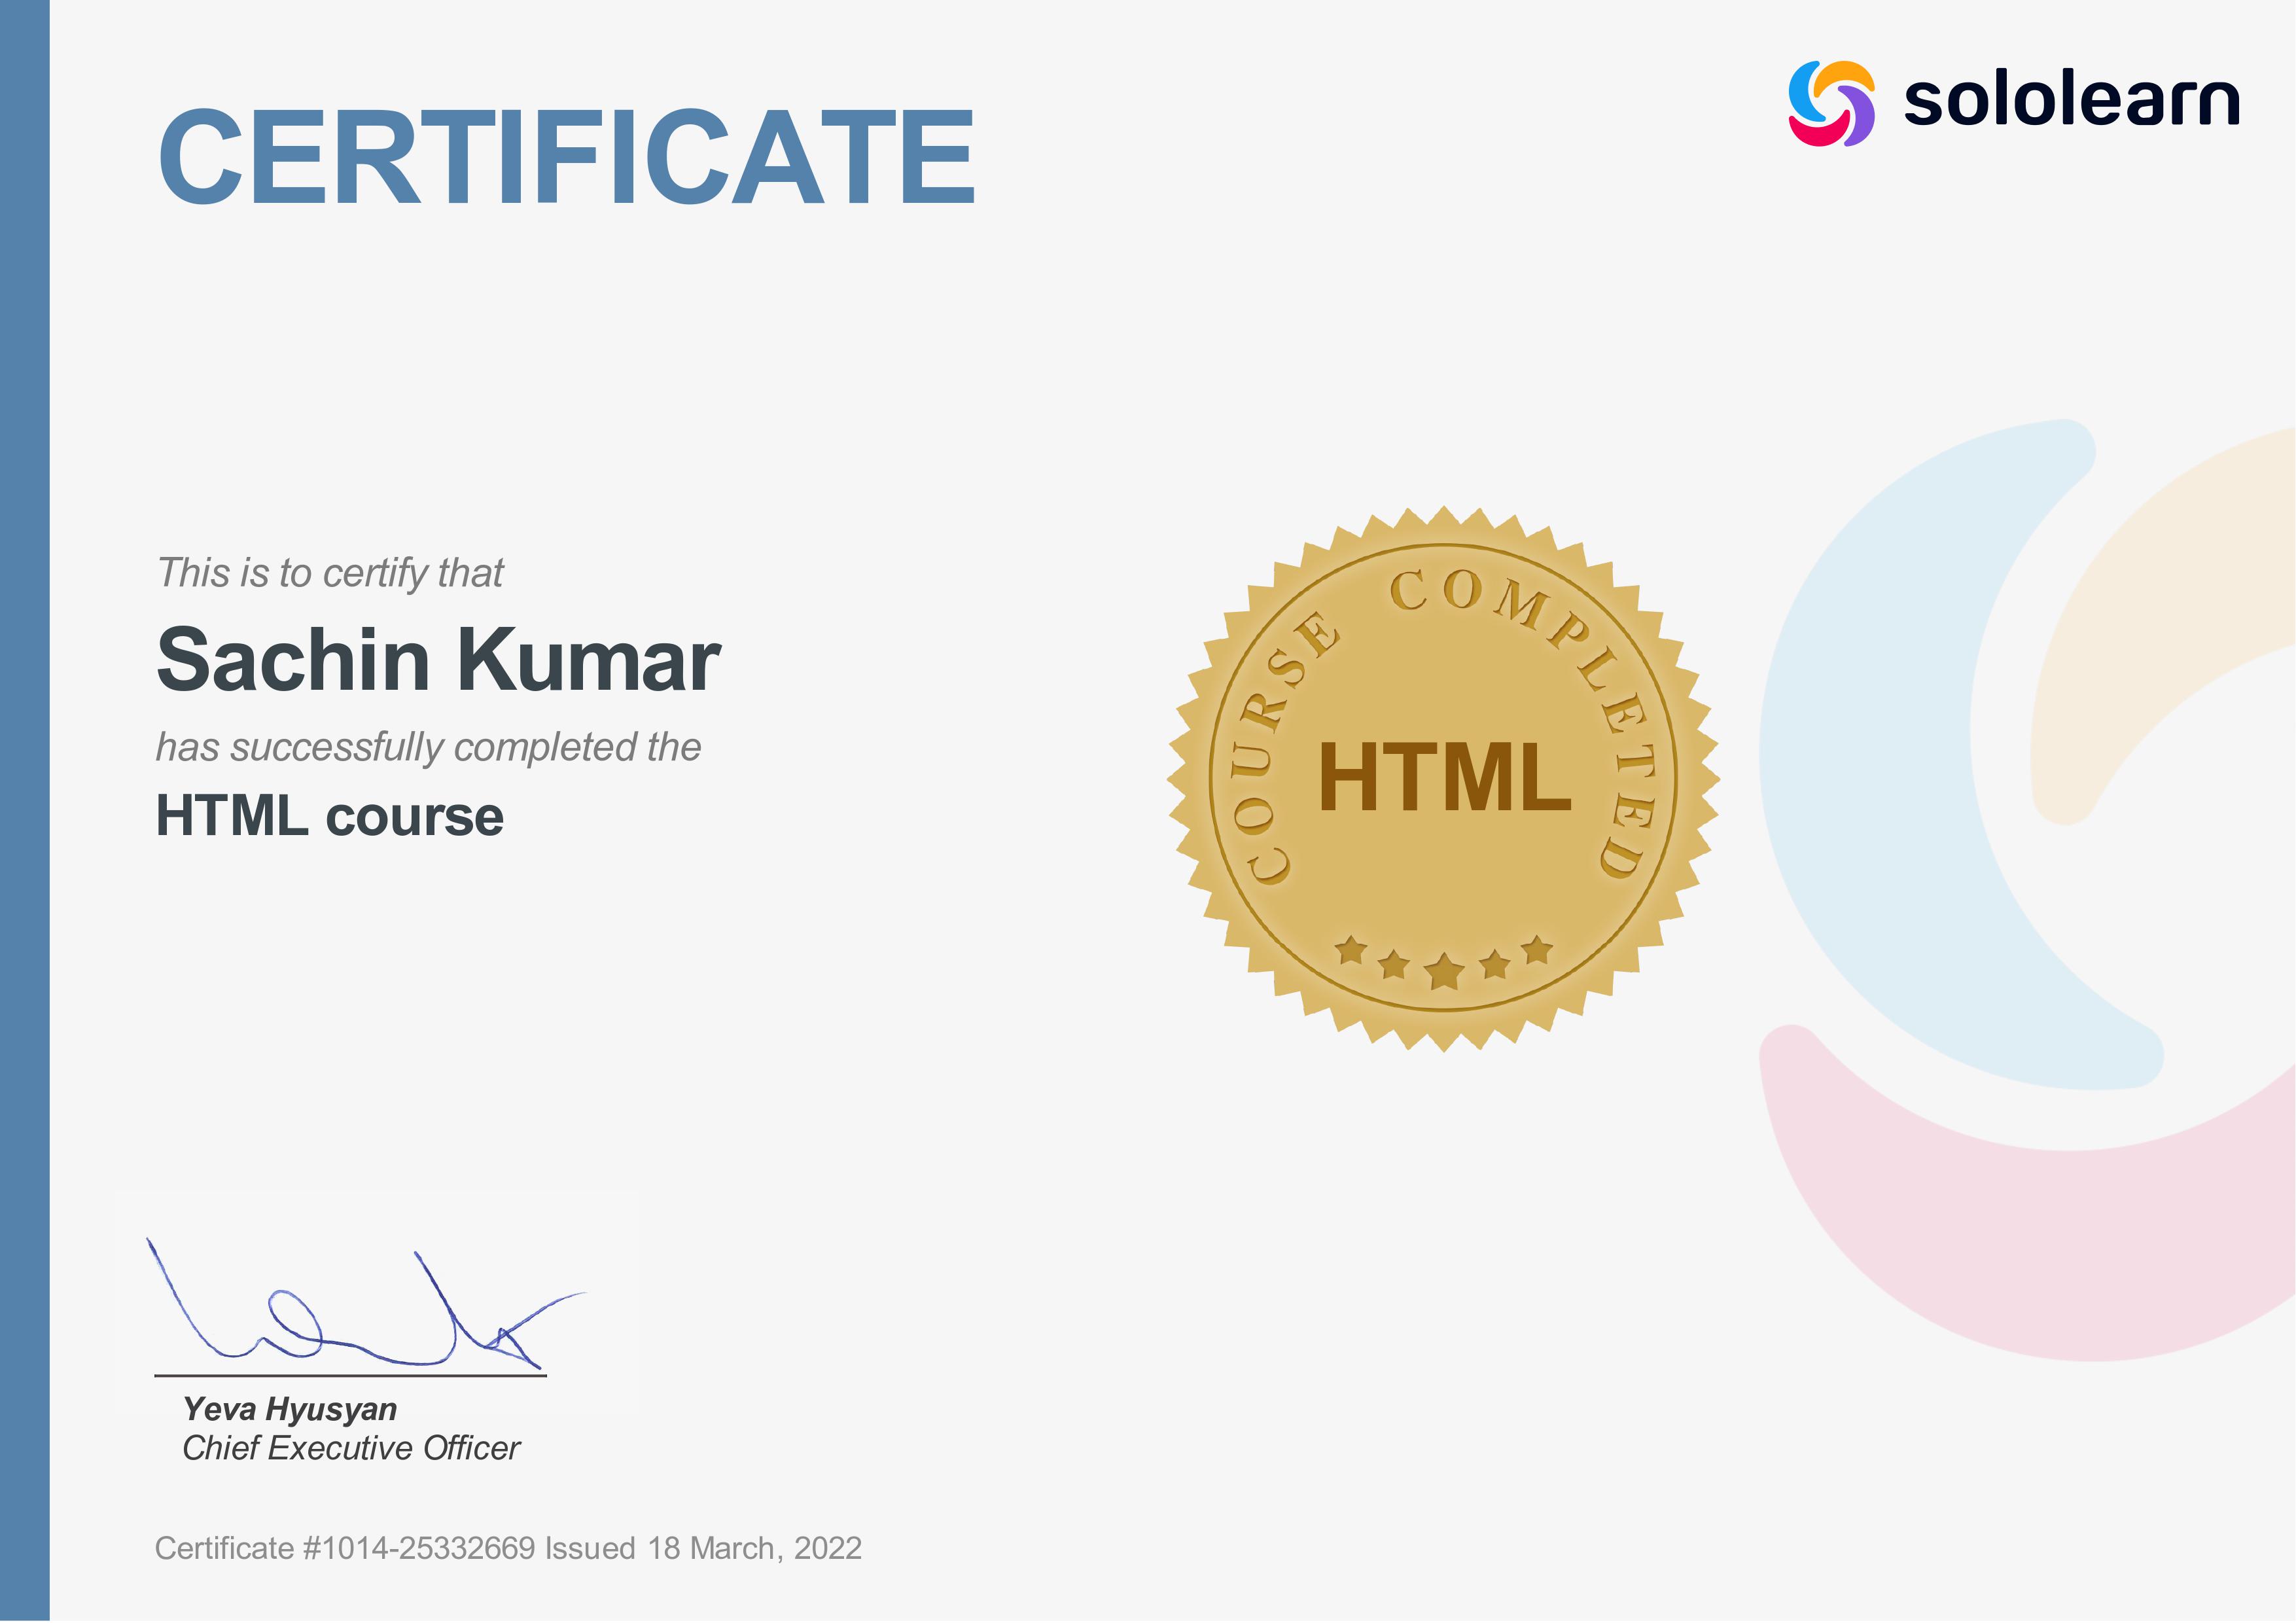 CERTIFICATE
sololearn
This is to certify that
Sachin Kumar
has successfully completed the
HTML course
COURSE COMPLETED
HTML
Yeva Hyusyan
Chief Executive Officer
Certificate #1014-25332669 Issued 18 March, 2022